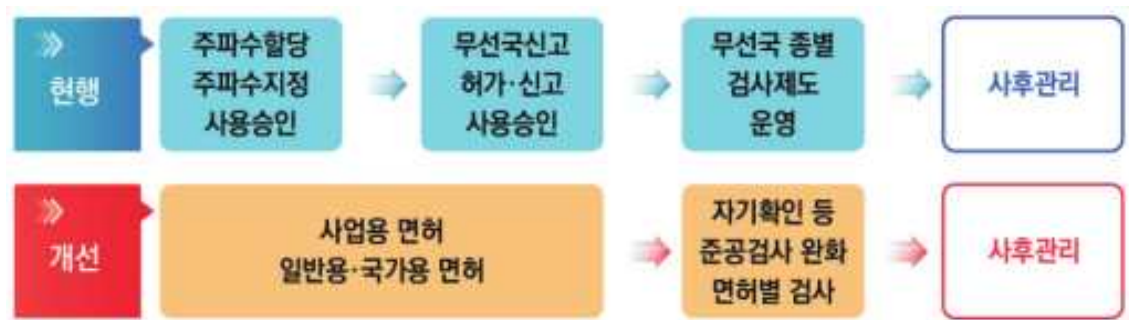 현행
주파수할당
주파수지정
사용승인
무선국신고
허가·신고
사용승인
무선국 종별
검사제도
운영
사후관리
개선
사업용 면허
일반용·국가용 면허
자기확인 등
준공검사 완화
면허별 검사
사후관리